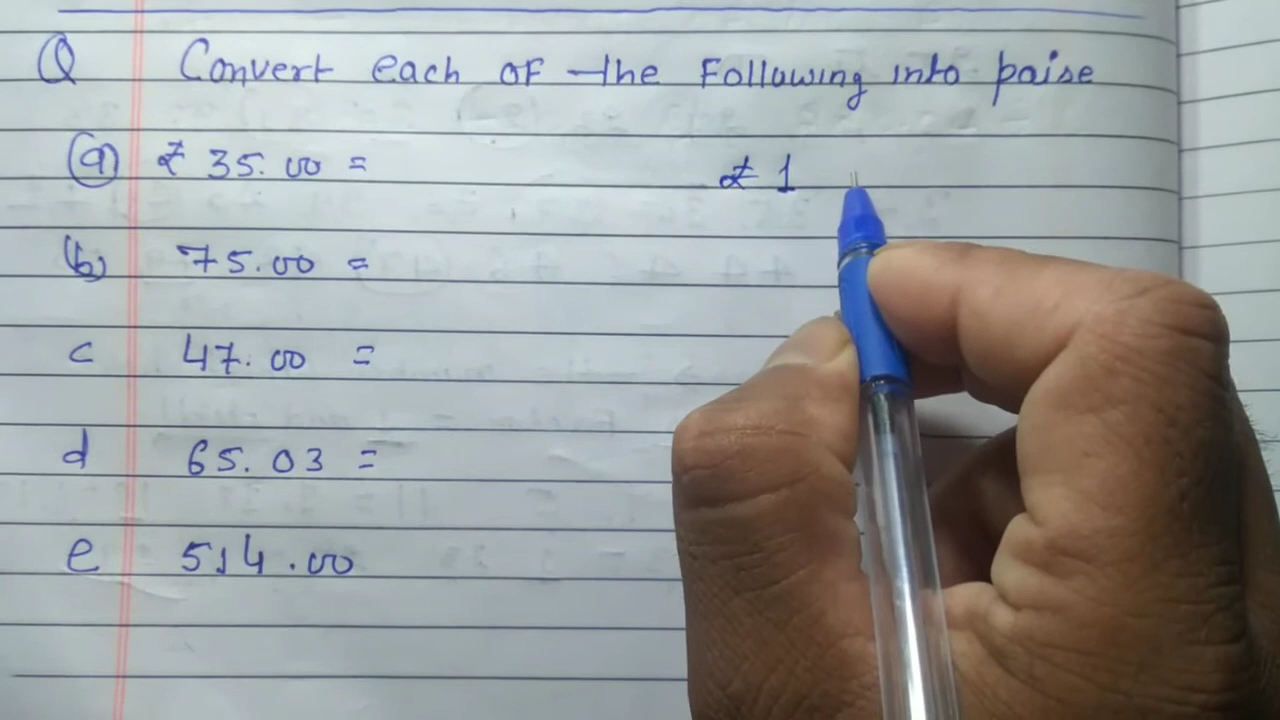 Q Convert each of the Following into paise
(a) ₹ 35.00 =
₹ 1
(b) 75.00 =
c 47.00 =
d 65.03 =
e 514.00